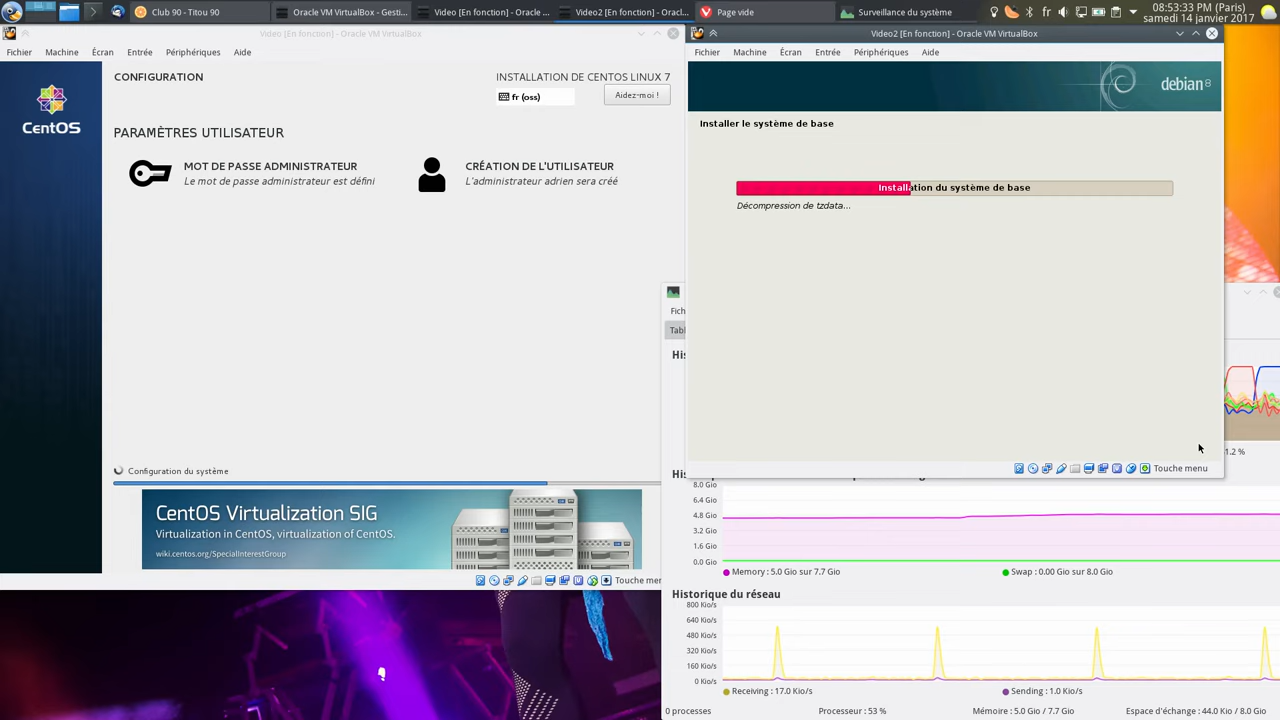 Club 90 - Titou 90
Oracle VM VirtualBox - Gesti...
Video [En fonction] - Oracle ...
Video2 [En fonction] - Oracl...
Page vide
Surveillance du système
fr
08:53:33 PM (Paris)
samedi 14 janvier 2017
Video [En fonction] - Oracle VM VirtualBox
Fichier Machine Écran Entrée Périphériques Aide
CentOS
CONFIGURATION
INSTALLATION DE CENTOS LINUX 7
fr (oss)
Aidez-moi !
PARAMÈTRES UTILISATEUR
MOT DE PASSE ADMINISTRATEUR
Le mot de passe administrateur est défini
CRÉATION DE L'UTILISATEUR
L'administrateur adrien sera créé
Configuration du système
CentOS Virtualization SIG
Virtualization in CentOS, virtualization of CentOS.
wiki.centos.org/SpecialInterestGroup
Touche men
Video2 [En fonction] - Oracle VM VirtualBox
Fichier Machine Écran Entrée Périphériques Aide
debian 8
Installer le système de base
Installation du système de base
Décompression de tzdata...
Touche menu
Fich
Tabl
His
1.2 %
His
8.0 Gio
6.4 Gio
4.8 Gio
3.2 Gio
1.6 Gio
0.0 Gio
Memory : 5.0 Gio sur 7.7 Gio
Swap : 0.00 Gio sur 8.0 Gio
Historique du réseau
800 Kio/s
640 Kio/s
480 Kio/s
320 Kio/s
160 Kio/s
0 Kio/s
Receiving : 17.0 Kio/s
Sending : 1.0 Kio/s
0 processes
Processeur : 53 %
Mémoire : 5.0 Gio / 7.7 Gio
Espace d'échange : 44.0 Kio / 8.0 Gio